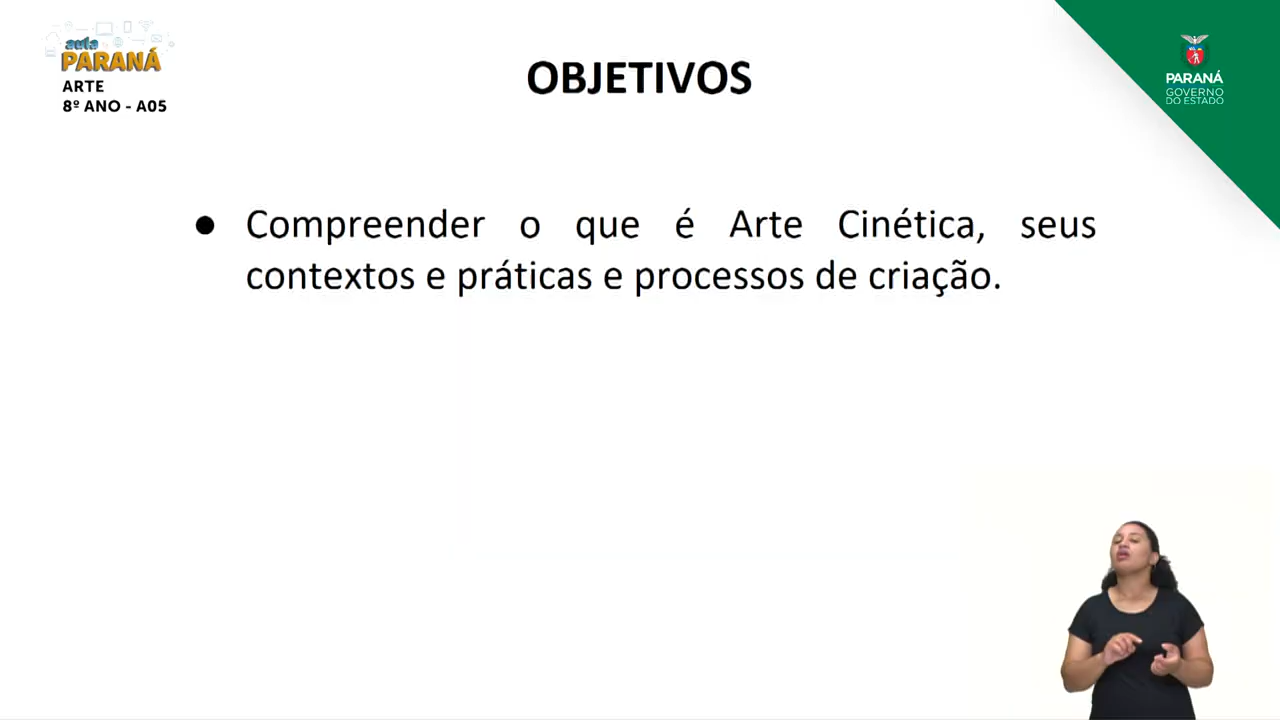 aula
PARANÁ
ARTE
8º ANO - A05
OBJETIVOS
PARANÁ
GOVERNO
DO ESTADO
● Compreender o que é Arte Cinética, seus
contextos e práticas e processos de criação.